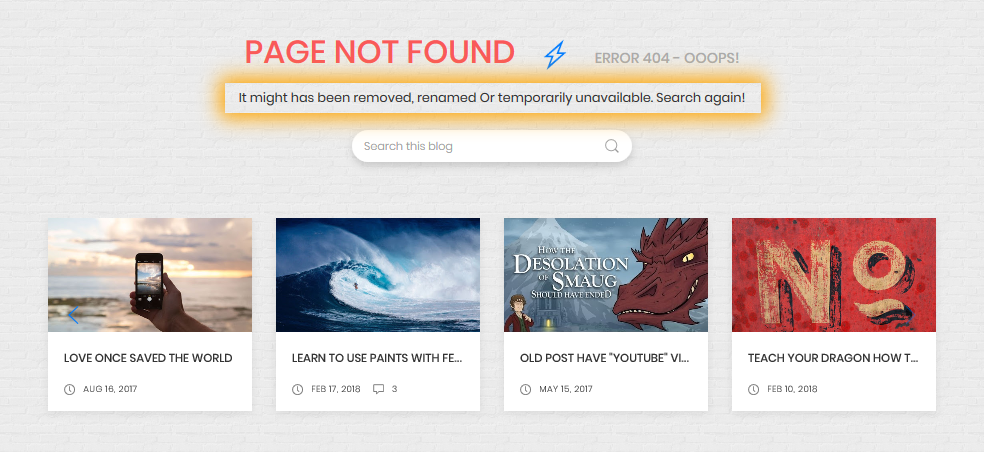 PAGE NOT FOUND ERROR 404 - OOOPS!
It might has been removed, renamed Or temporarily unavailable. Search again!
Search this blog
HOW THE
DESOLATION
OF SMAUG
SHOULD HAVE ENDED
No
LOVE ONCE SAVED THE WORLD
AUG 16, 2017
LEARN TO USE PAINTS WITH FE...
FEB 17, 2018 3
OLD POST HAVE "YOUTUBE" VI...
MAY 15, 2017
TEACH YOUR DRAGON HOW T...
FEB 10, 2018